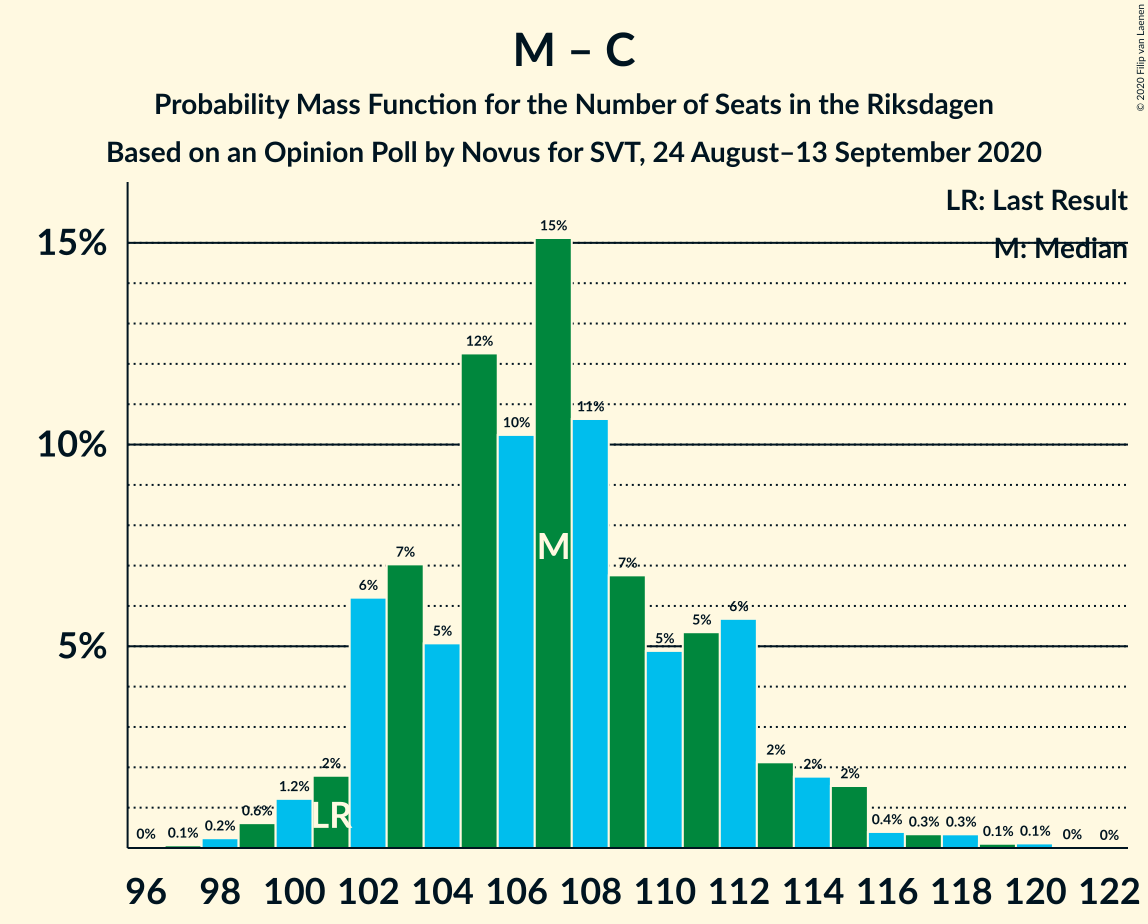 M – C
Probability Mass Function for the Number of Seats in the Riksdagen
Based on an Opinion Poll by Novus for SVT, 24 August–13 September 2020
© 2020 Filip van Laenen
LR: Last Result
M: Median
15%
10%
5%
0% 0.1% 0.2% 0.6% 1.2% 2% 6% 7% 5% 12% 10% 15% 11% 7% 5% 5% 6% 2% 2% 2% 0.4% 0.3% 0.3% 0.1% 0.1% 0% 0%
M
LR
96 98 100 102 104 106 108 110 112 114 116 118 120 122